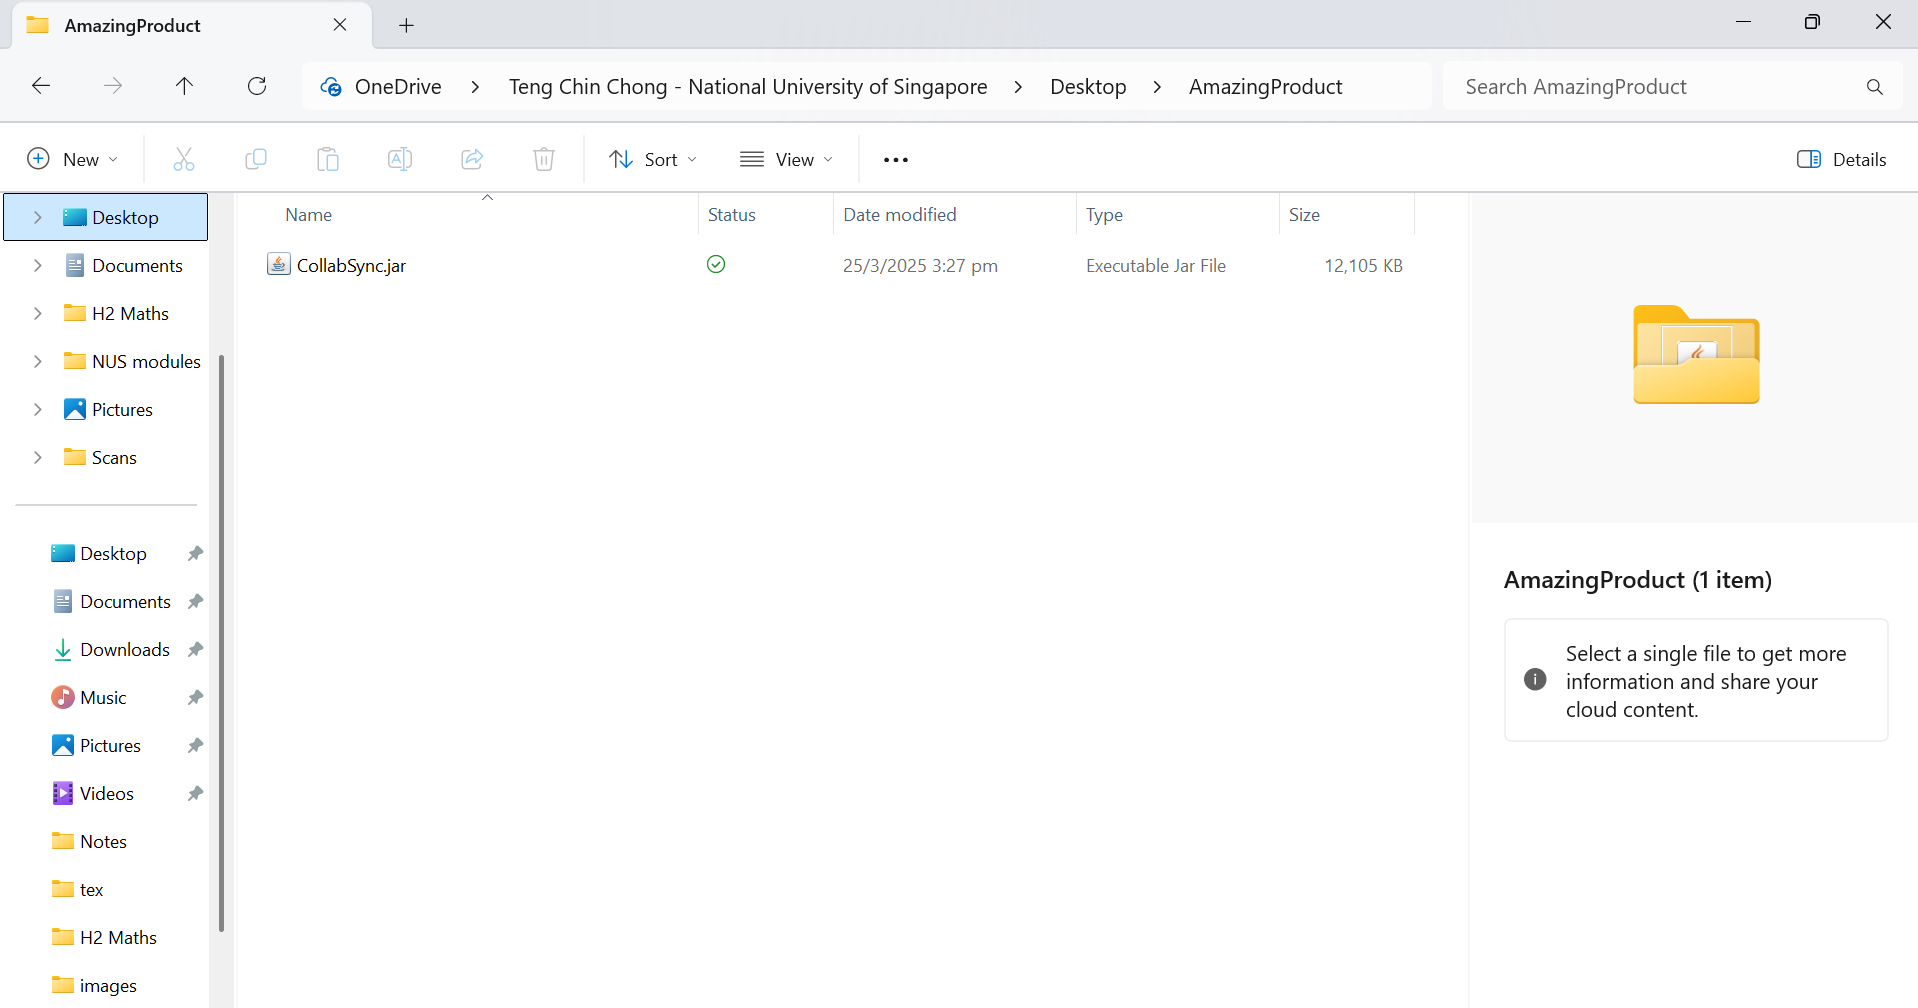 AmazingProduct
OneDrive > Teng Chin Chong - National University of Singapore > Desktop > AmazingProduct
Search AmazingProduct
New
Sort
View
Details
Desktop
Documents
H2 Maths
NUS modules
Pictures
Scans
Desktop
Documents
Downloads
Music
Pictures
Videos
Notes
tex
H2 Maths
images
Name Status Date modified Type Size
CollabSync.jar 25/3/2025 3:27 pm Executable Jar File 12,105 KB
AmazingProduct (1 item)
Select a single file to get more
information and share your
cloud content.